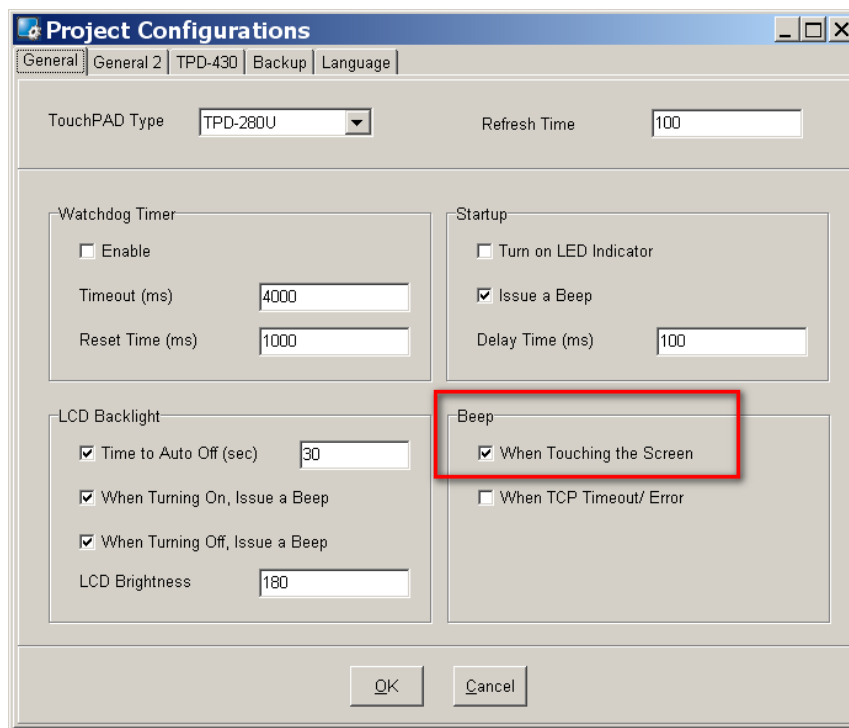 Project Configurations
General General 2 TPD-430 Backup Language
TouchPAD Type TPD-280U Refresh Time 100
Watchdog Timer
Enable
Timeout (ms) 4000
Reset Time (ms) 1000
Startup
Turn on LED Indicator
Issue a Beep
Delay Time (ms) 100
LCD Backlight
Time to Auto Off (sec) 30
When Turning On, Issue a Beep
When Turning Off, Issue a Beep
LCD Brightness 180
Beep
When Touching the Screen
When TCP Timeout/ Error
OK Cancel